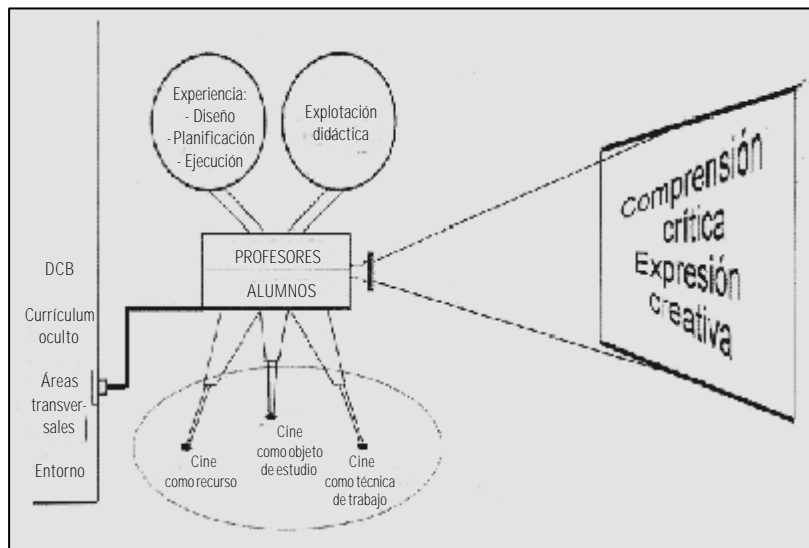 Experiencia:
- Diseño
- Planificación
- Ejecución
Explotación
didáctica
PROFESORES
ALUMNOS
Comprensión
crítica
Expresión
creativa
DCB
Currículum
oculto
Áreas
transver-
sales
Entorno
Cine
como recurso
Cine
como objeto
de estudio
Cine
como técnica
de trabajo